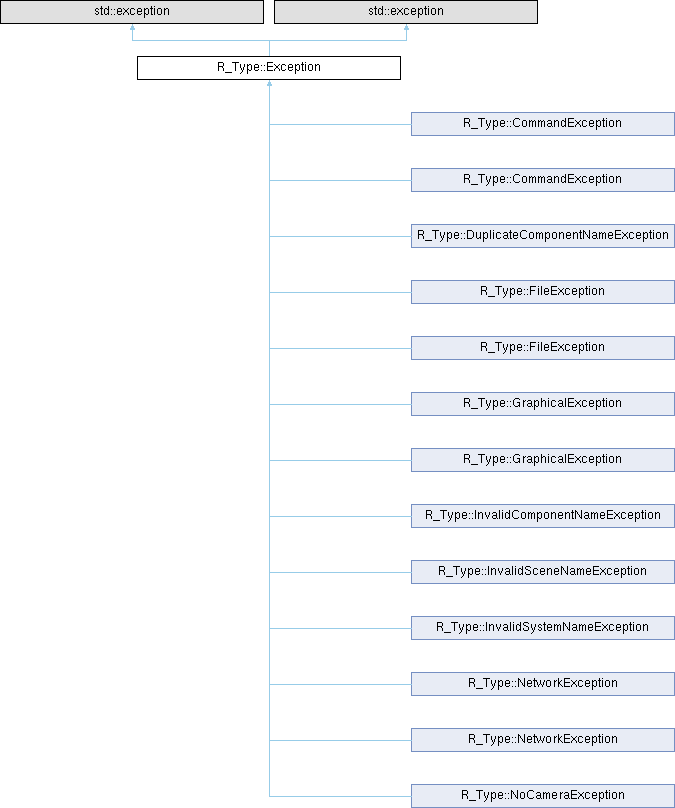 std::exception
std::exception
R_Type::Exception
R_Type::CommandException
R_Type::CommandException
R_Type::DuplicateComponentNameException
R_Type::FileException
R_Type::FileException
R_Type::GraphicalException
R_Type::GraphicalException
R_Type::InvalidComponentNameException
R_Type::InvalidSceneNameException
R_Type::InvalidSystemNameException
R_Type::NetworkException
R_Type::NetworkException
R_Type::NoCameraException